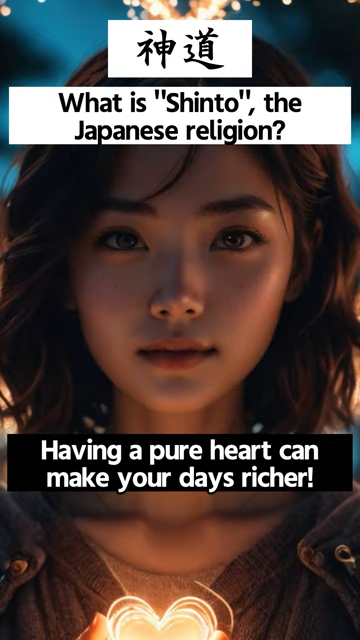 神道
What is "Shinto", the
Japanese religion?
Having a pure heart can
make your days richer!